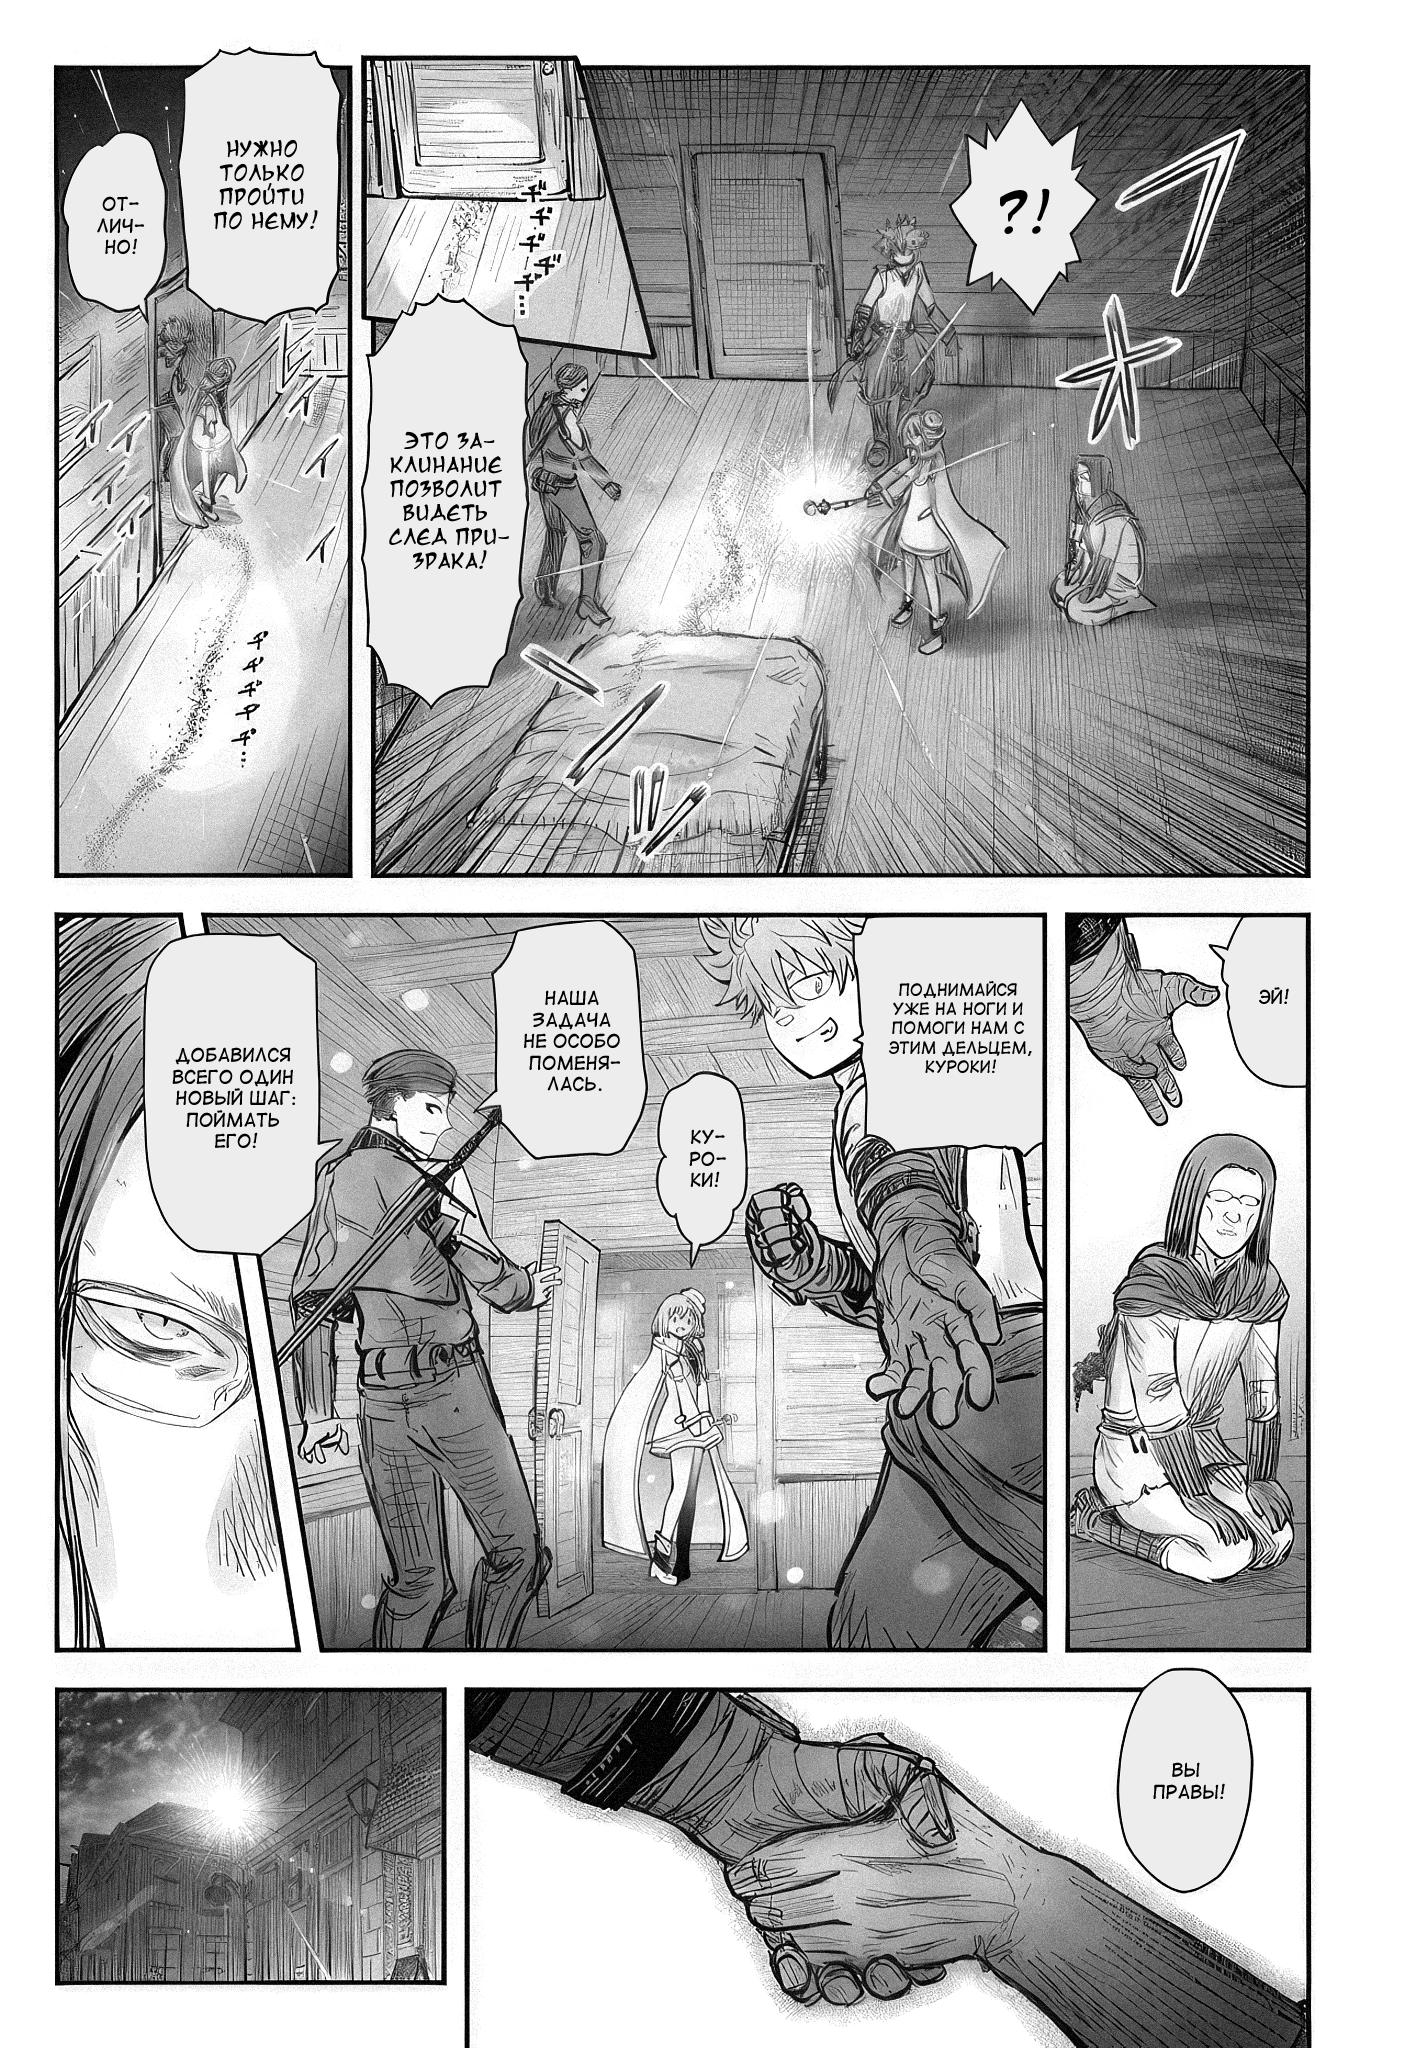 ?!
ЭТО ЗА-
КЛИНАНИЕ
ПОЗВОЛИТ
ВИДЕТЬ
СЛЕД ПРИ-
ЗРАКА!
НУЖНО
ТОЛЬКО
ПРОЙТИ
ПО НЕМУ!
ОТ-
ЛИЧ-
НО!
ЭЙ!
ПОДНИМАЙСЯ
УЖЕ НА НОГИ И
ПОМОГИ НАМ С
ЭТИМ ДЕЛЬЦЕМ,
КУРОКИ!
КУ-
РО-
КИ!
НАША
ЗАДАЧА
НЕ ОСОБО
ПОМЕНЯ-
ЛАСЬ.
ДОБАВИЛСЯ
ВСЕГО ОДИН
НОВЫЙ ШАГ:
ПОЙМАТЬ
ЕГО!
ВЫ
ПРАВЫ!